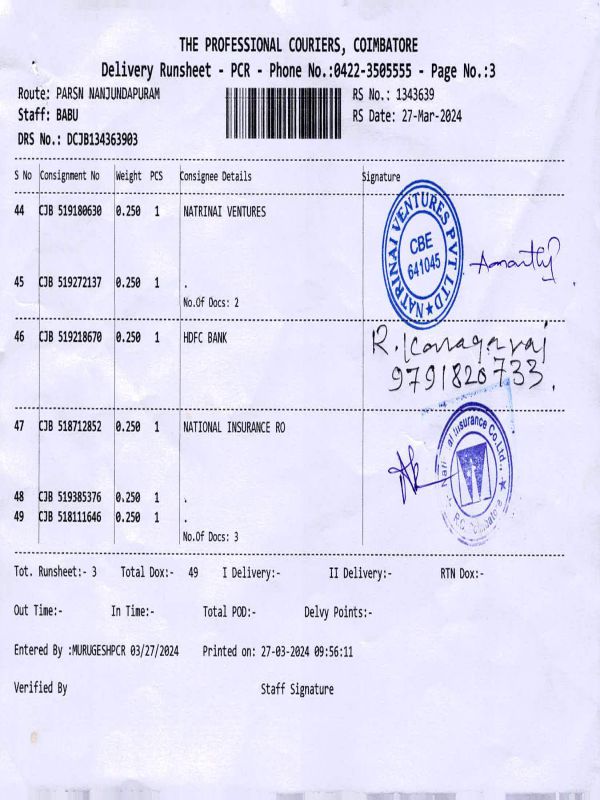 THE PROFESSIONAL COURIERS, COIMBATORE
Delivery Runsheet - PCR - Phone No.:0422-3505555 - Page No.:3
Route: PARSN NANJUNDAPURAM RS No.: 1343639
Staff: BABU RS Date: 27-Mar-2024
DRS No.: DCJB134363903
S No Consignment No Weight PCS Consignee Details Signature
44 CJB 519180630 0.250 1 NATRINAI VENTURES
NATRINAI VENTURES PVT LTD
CBE
641045
45 CJB 519272137 0.250 1 .
No.Of Docs: 2
46 CJB 519218670 0.250 1 HDFC BANK
R. Kanagaraj
9791820733.
47 CJB 518712852 0.250 1 NATIONAL INSURANCE RO
Insurance Co.Ltd.,
48 CJB 519385376 0.250 1 .
49 CJB 518111646 0.250 1 .
No.Of Docs: 3
Tot. Runsheet:- 3 Total Dox:- 49 I Delivery:- II Delivery:- RTN Dox:-
Out Time:- In Time:- Total POD:- Delvy Points:-
Entered By :MURUGESHPCR 03/27/2024 Printed on: 27-03-2024 09:56:11
Verified By Staff Signature